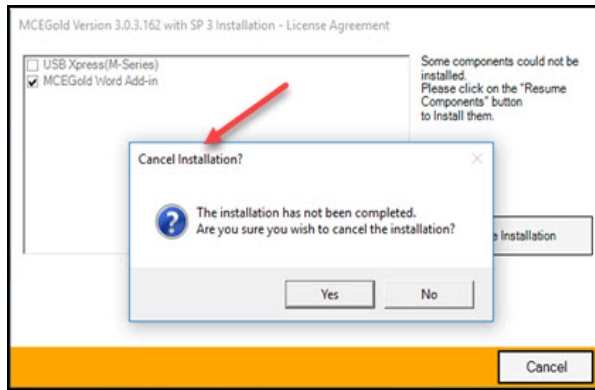 MCEGold Version 3.0.3.162 with SP 3 Installation - License Agreement
USB Xpress(M-Series)
MCEGold Word Add-in
Some components could not be
installed.
Please click on the "Resume
Components" button
to Install them.
Cancel Installation?
The installation has not been completed.
Are you sure you wish to cancel the installation?
Installation
Yes
No
Cancel